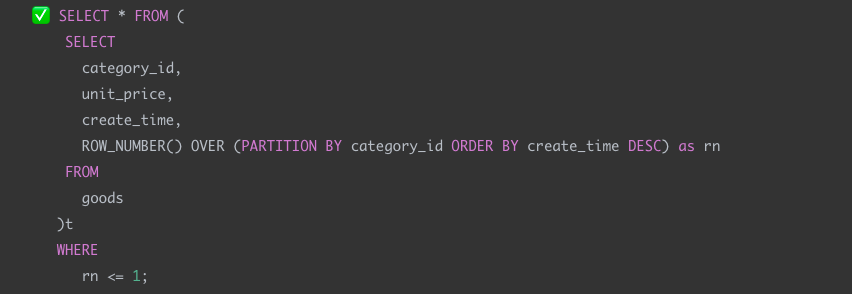 ✅ SELECT * FROM (
SELECT
category_id,
unit_price,
create_time,
ROW_NUMBER() OVER (PARTITION BY category_id ORDER BY create_time DESC) as rn
FROM
goods
)t
WHERE
rn <= 1;